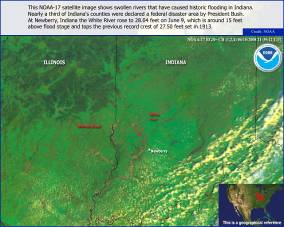 This NOAA-17 satellite image shows swollen rivers that have caused historic flooding in Indiana.
Nearly a third of Indiana's counties were declared a federal disaster area by President Bush.
At Newberry, Indiana the White River rose to 28.04 feet on June 9, which is around 15 feet
above flood stage and tops the previous record crest of 27.50 feet set in 1913.
Credit: NOAA
ILLINOIS
INDIANA
Newberry
This is a geographical reference